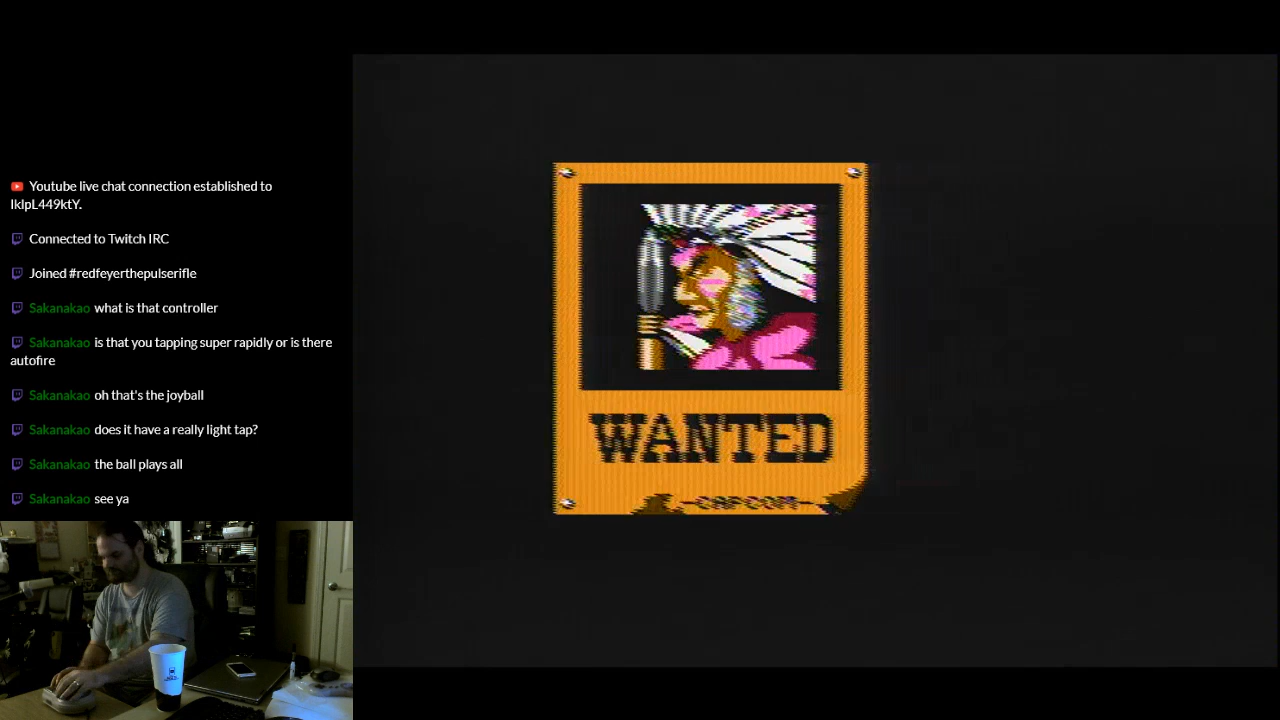 Youtube live chat connection established to
lklpL449ktY.
Connected to Twitch IRC
Joined #redfeyerthepulserifle
Sakanakao what is that controller
Sakanakao is that you tapping super rapidly or is there
autofire
Sakanakao oh that's the joyball
Sakanakao does it have a really light tap?
Sakanakao the ball plays all
Sakanakao see ya
WANTED
-CAPCOM-